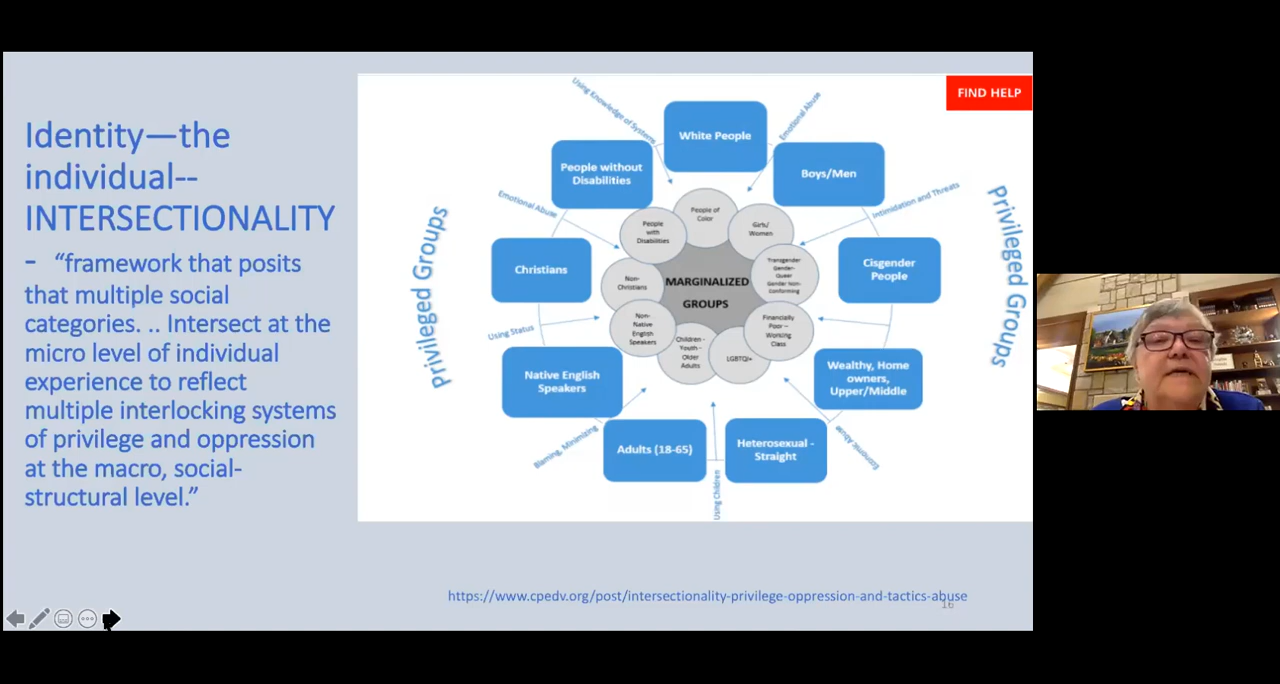 Identity—the
individual--
INTERSECTIONALITY
- “framework that posits
that multiple social
categories. .. Intersect at the
micro level of individual
experience to reflect
multiple interlocking systems
of privilege and oppression
at the macro, social-
structural level.”
FIND HELP
Privileged Groups
Privileged Groups
Using Knowledge of Systems
Emotional Abuse
White People
People without
Disabilities
Boys/Men
Emotional Abuse
Intimidation and Threats
Christians
Cisgender
People
Using Status
Native English
Speakers
Wealthy, Home
owners,
Upper/Middle
Blaming, Minimizing
Adults (18-65)
Heterosexual -
Straight
Economic Abuse
Using Children
People of
Color
People
with
Disabilities
Girls/
Women
Non-
Christians
Transgender
Gender-
Queer
Gender Non-
Conforming
MARGINALIZED
GROUPS
Non-
Native
English
Speakers
Financially
Poor –
Working
Class
Children -
Youth -
Older
Adults
LGBTQI+
https://www.cpedv.org/post/intersectionality-privilege-oppression-and-tactics-abuse
16